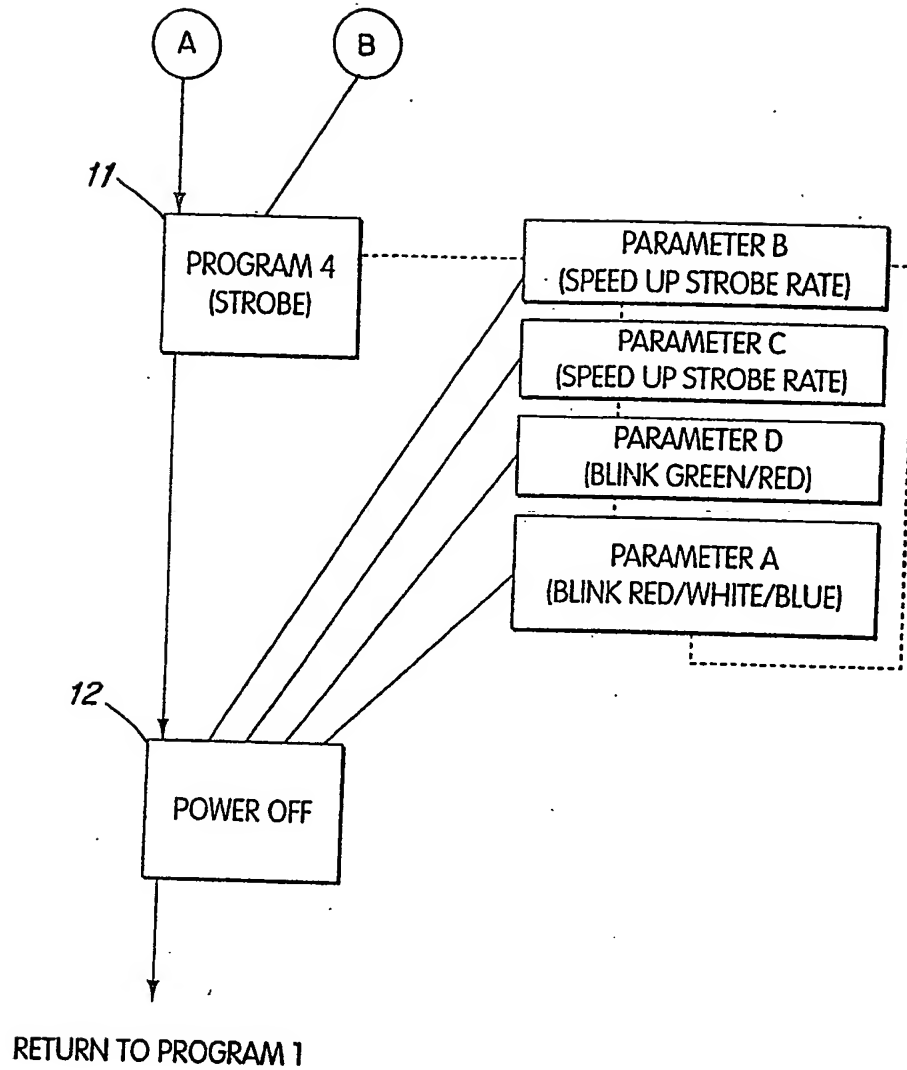 A
B
11
PROGRAM 4
(STROBE)
PARAMETER B
(SPEED UP STROBE RATE)
PARAMETER C
(SPEED UP STROBE RATE)
PARAMETER D
(BLINK GREEN/RED)
PARAMETER A
(BLINK RED/WHITE/BLUE)
12
POWER OFF
RETURN TO PROGRAM 1